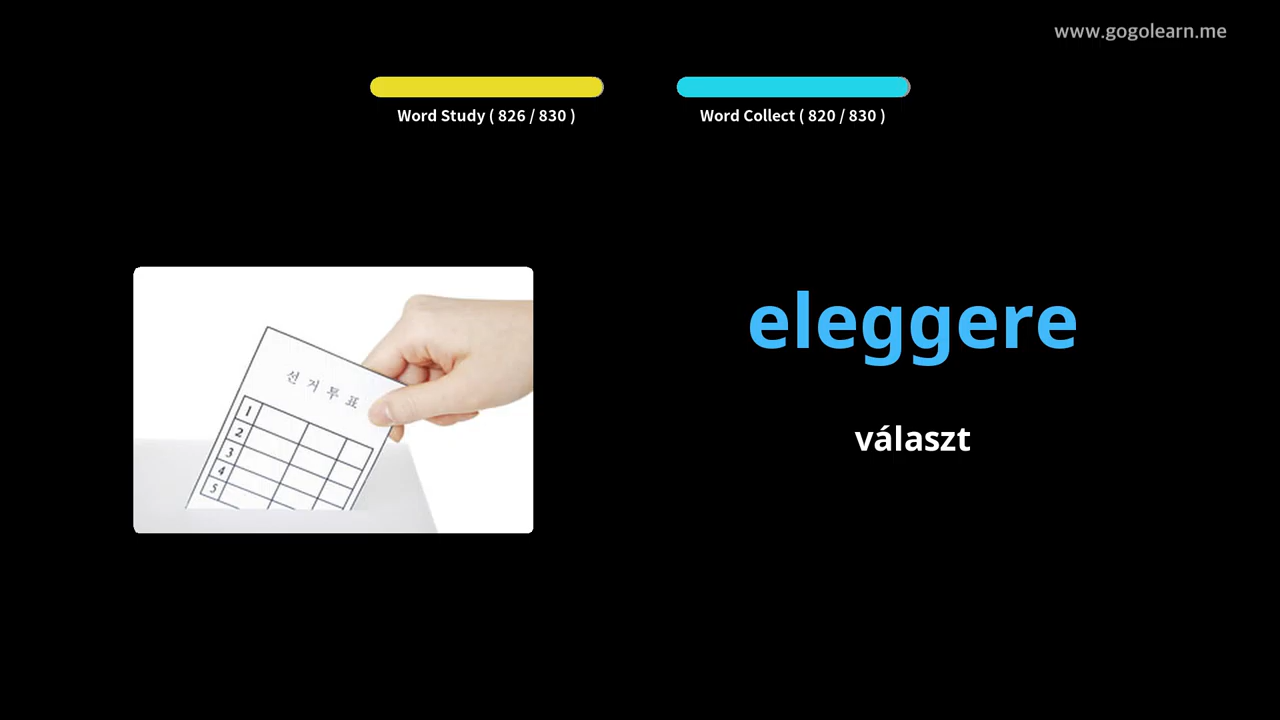 www.gogolearn.me
Word Study ( 826 / 830 )
Word Collect ( 820 / 830 )
선거투표
1
2
3
4
5
eleggere
választ